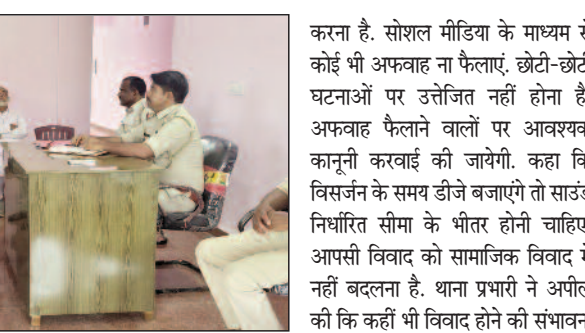 करना है. सोशल मीडिया के माध्यम से
कोई भी अफवाह ना फैलाएं. छोटी-छोटी
घटनाओं पर उत्तेजित नहीं होना है
अफवाह फैलाने वालों पर आवश्यक
कानूनी करवाई की जायेगी. कहा कि
विसर्जन के समय डीजे बजाएंगे तो साउंड
निर्धारित सीमा के भीतर होनी चाहिए
आपसी विवाद को सामाजिक विवाद में
नहीं बदलना है. थाना प्रभारी ने अपील
की कि कहीं भी विवाद होने की संभावन